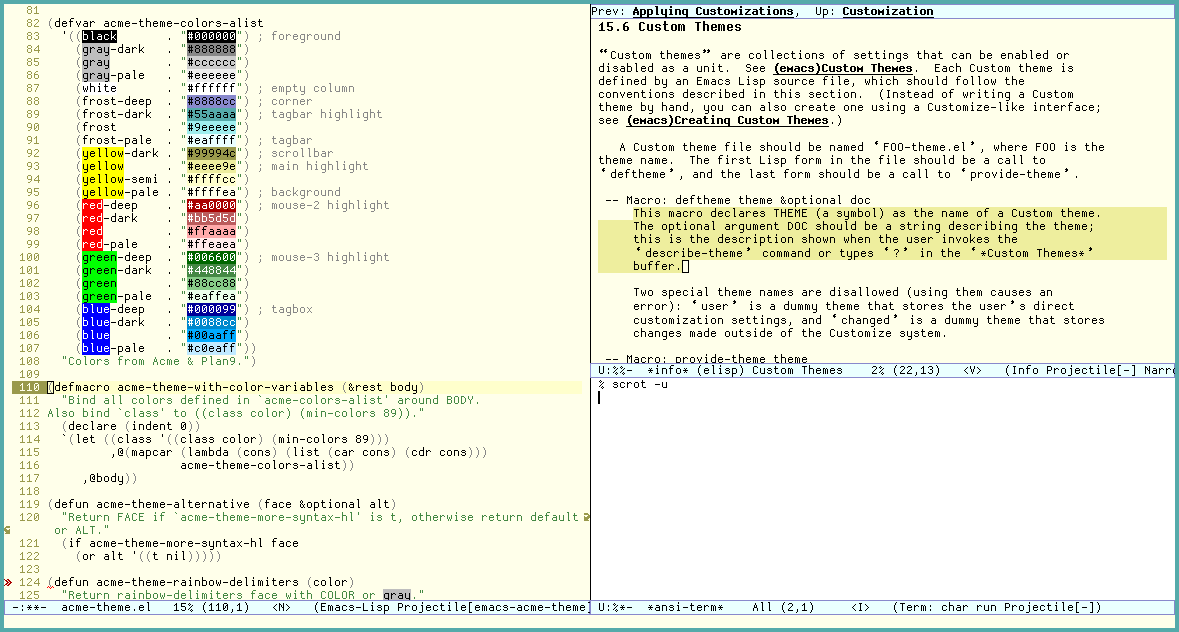 81
82 (defvar acme-theme-colors-alist
83   '((black       . "#000000") ; foreground
84     (gray-dark   . "#888888")
85     (gray        . "#cccccc")
86     (gray-pale   . "#eeeeee")
87     (white       . "#ffffff") ; empty column
88     (frost-deep  . "#8888cc") ; corner
89     (frost-dark  . "#55aaaa") ; tagbar highlight
90     (frost       . "#9eeeee")
91     (frost-pale  . "#eaffff") ; tagbar
92     (yellow-dark . "#99994c") ; scrollbar
93     (yellow      . "#eeee9e") ; main highlight
94     (yellow-semi . "#ffffcc")
95     (yellow-pale . "#ffffea") ; background
96     (red-deep    . "#aa0000") ; mouse-2 highlight
97     (red-dark    . "#bb5d5d")
98     (red         . "#ffaaaa")
99     (red-pale    . "#ffeaea")
100     (green-deep  . "#006600") ; mouse-3 highlight
101     (green-dark  . "#448844")
102     (green       . "#88cc88")
103     (green-pale  . "#eaffea")
104     (blue-deep   . "#000099") ; tagbox
105     (blue-dark   . "#0088cc")
106     (blue        . "#00aaff")
107     (blue-pale   . "#c0eaff"))
108   "Colors from Acme & Plan9.")
109
110 (defmacro acme-theme-with-color-variables (&rest body)
111   "Bind all colors defined in `acme-colors-alist' around BODY.
112 Also bind `class' to ((class color) (min-colors 89))."
113   (declare (indent 0))
114   `(let ((class '((class color) (min-colors 89)))
115          ,@(mapcar (lambda (cons) (list (car cons) (cdr cons)))
116                    acme-theme-colors-alist))
117      ,@body))
118
119 (defun acme-theme-alternative (face &optional alt)
120   "Return FACE if `acme-theme-more-syntax-hl' is t, otherwise return default
or ALT."
121   (if acme-theme-more-syntax-hl face
122     (or alt '((t nil)))))
123
124 (defun acme-theme-rainbow-delimiters (color)
125   "Return rainbow-delimiters face with COLOR or gray."
-:**-  acme-theme.el   15% (110,1)   <N>   (Emacs-Lisp Projectile[emacs-acme-theme]
Prev: Applying Customizations,  Up: Customization
15.6 Custom Themes
“Custom themes” are collections of settings that can be enabled or
disabled as a unit.  See (emacs)Custom Themes.  Each Custom theme is
defined by an Emacs Lisp source file, which should follow the
conventions described in this section.  (Instead of writing a Custom
theme by hand, you can also create one using a Customize-like interface;
see (emacs)Creating Custom Themes.)
A Custom theme file should be named ‘FOO-theme.el’, where FOO is the
theme name.  The first Lisp form in the file should be a call to
‘deftheme’, and the last form should be a call to ‘provide-theme’.
-- Macro: deftheme theme &optional doc
This macro declares THEME (a symbol) as the name of a Custom theme.
The optional argument DOC should be a string describing the theme;
this is the description shown when the user invokes the
‘describe-theme’ command or types ‘?’ in the ‘*Custom Themes*’
buffer.
Two special theme names are disallowed (using them causes an
error): ‘user’ is a dummy theme that stores the user’s direct
customization settings, and ‘changed’ is a dummy theme that stores
changes made outside of the Customize system.
-- Macro: provide-theme theme
U:%%-  *info* (elisp) Custom Themes    2% (22,13)   <V>   (Info Projectile[-] Narr
% scrot -u
U:%*-  *ansi-term*    All (2,1)     <I>   (Term: char run Projectile[-])